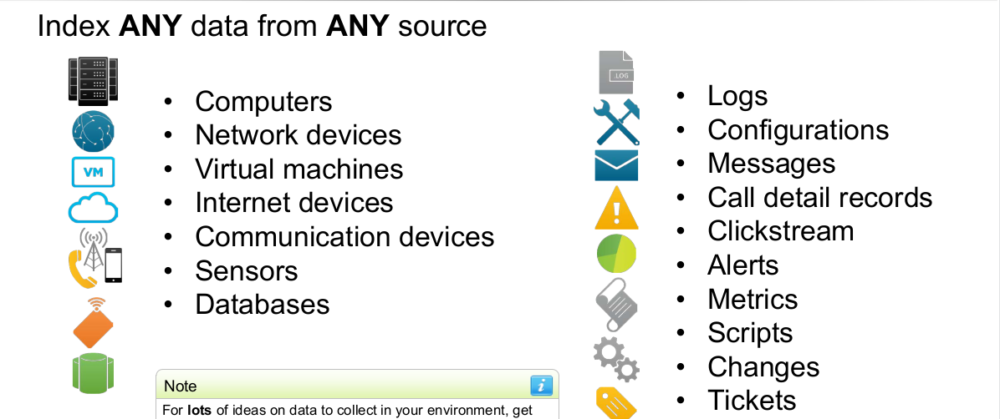 Index ANY data from ANY source
VM
• Computers
• Network devices
• Virtual machines
• Internet devices
• Communication devices
• Sensors
• Databases
.LOG
• Logs
• Configurations
• Messages
• Call detail records
• Clickstream
• Alerts
• Metrics
• Scripts
• Changes
• Tickets
Note
i
For lots of ideas on data to collect in your environment, get